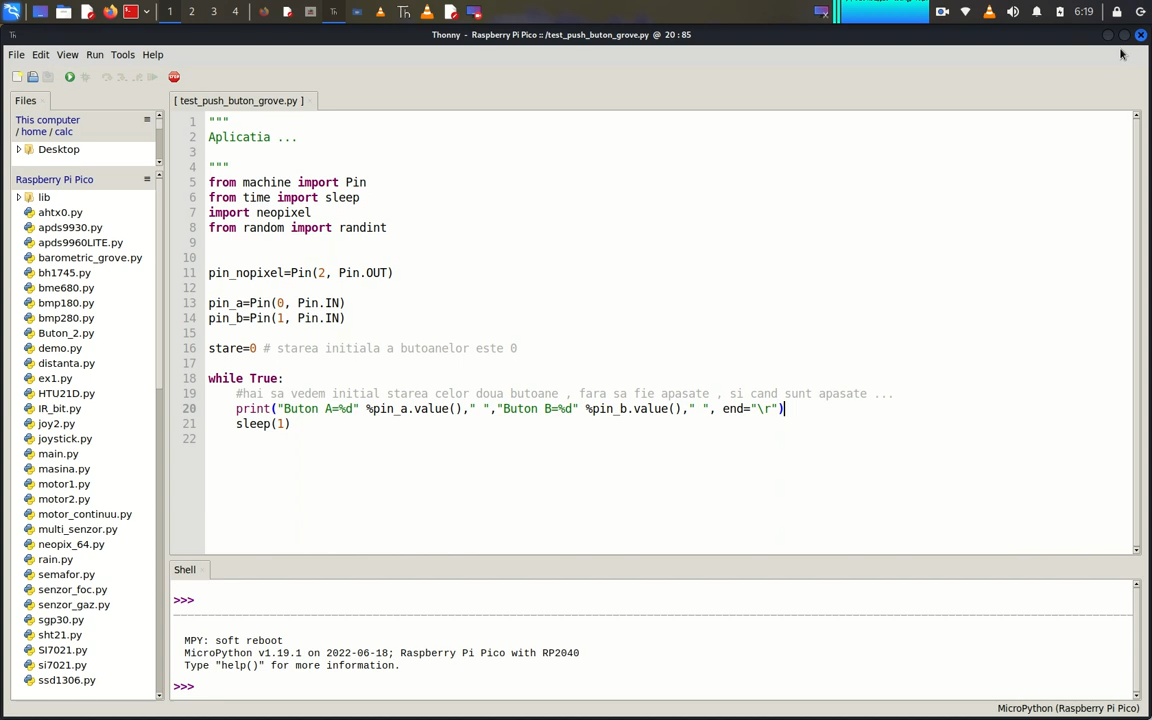 1 2 3 4
6:19
Thonny - Raspberry Pi Pico :: /test_push_buton_grove.py @ 20 : 85
File Edit View Run Tools Help
Files
This computer
/ home / calc
Desktop
Raspberry Pi Pico
lib
ahtx0.py
apds9930.py
apds9960LITE.py
barometric_grove.py
bh1745.py
bme680.py
bmp180.py
bmp280.py
Buton_2.py
demo.py
distanta.py
ex1.py
HTU21D.py
IR_bit.py
joy2.py
joystick.py
main.py
masina.py
motor1.py
motor2.py
motor_continuu.py
multi_senzor.py
neopix_64.py
rain.py
semafor.py
senzor_foc.py
senzor_gaz.py
sgp30.py
sht21.py
SI7021.py
si7021.py
ssd1306.py
[ test_push_buton_grove.py ]
1 """
2 Aplicatia ...
3
4 """
5 from machine import Pin
6 from time import sleep
7 import neopixel
8 from random import randint
9
10
11 pin_nopixel=Pin(2, Pin.OUT)
12
13 pin_a=Pin(0, Pin.IN)
14 pin_b=Pin(1, Pin.IN)
15
16 stare=0 # starea initiala a butoanelor este 0
17
18 while True:
19 #hai sa vedem initial starea celor doua butoane , fara sa fie apasate , si cand sunt apasate ...
20 print("Buton A=%d" %pin_a.value()," ","Buton B=%d" %pin_b.value()," ", end="\r")
21 sleep(1)
22
Shell
>>>
MPY: soft reboot
MicroPython v1.19.1 on 2022-06-18; Raspberry Pi Pico with RP2040
Type "help()" for more information.
>>>
MicroPython (Raspberry Pi Pico)